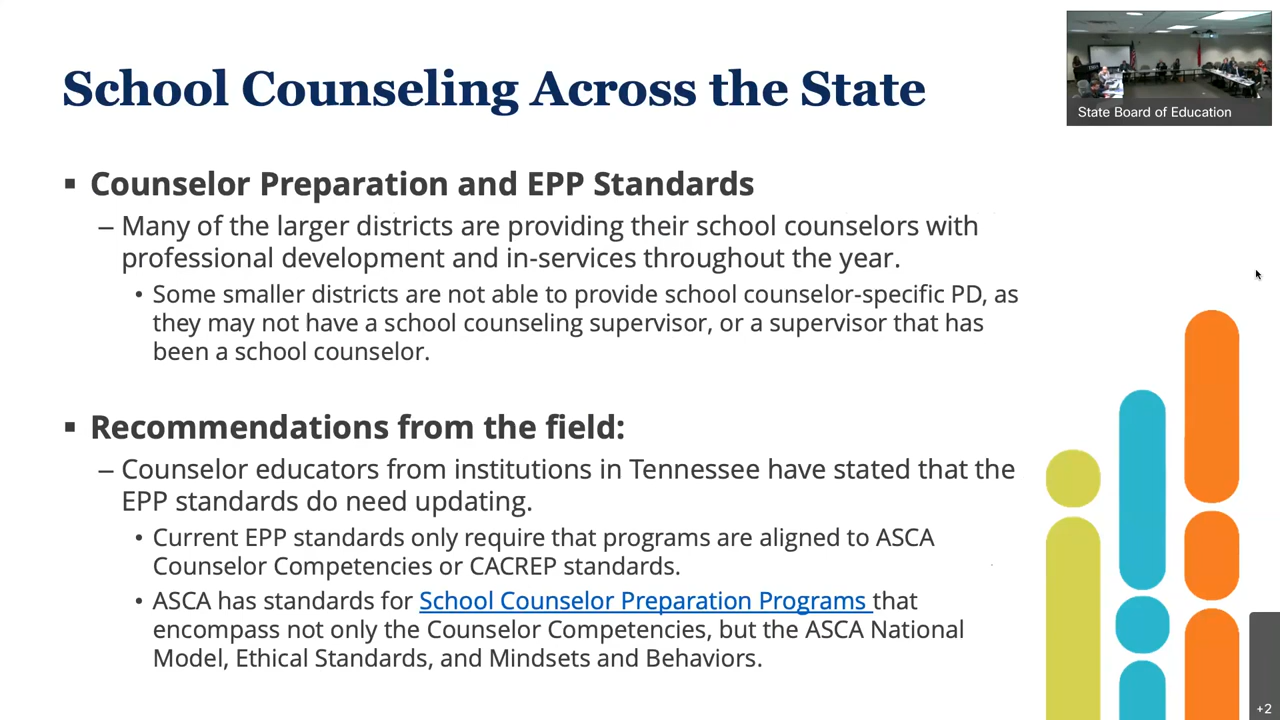 School Counseling Across the State
State Board of Education
▪ Counselor Preparation and EPP Standards
– Many of the larger districts are providing their school counselors with
professional development and in-services throughout the year.
• Some smaller districts are not able to provide school counselor-specific PD, as
they may not have a school counseling supervisor, or a supervisor that has
been a school counselor.
▪ Recommendations from the field:
– Counselor educators from institutions in Tennessee have stated that the
EPP standards do need updating.
• Current EPP standards only require that programs are aligned to ASCA
Counselor Competencies or CACREP standards.
• ASCA has standards for School Counselor Preparation Programs that
encompass not only the Counselor Competencies, but the ASCA National
Model, Ethical Standards, and Mindsets and Behaviors.
+2